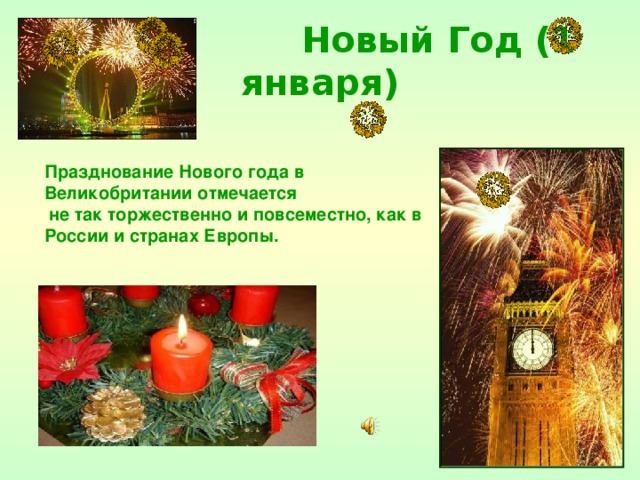 Новый Год (1
января)
Празднование Нового года в
Великобритании отмечается
не так торжественно и повсеместно, как в
России и странах Европы.